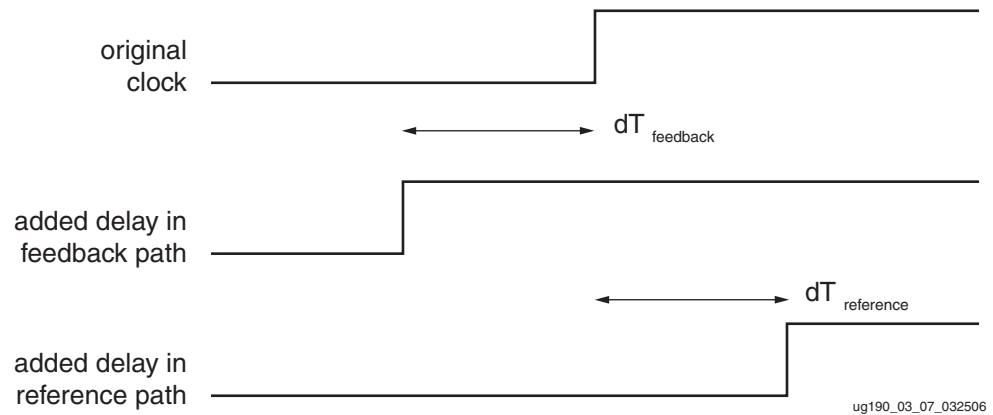 original
clock
dT feedback
added delay in
feedback path
dT reference
added delay in
reference path
ug190_03_07_032506